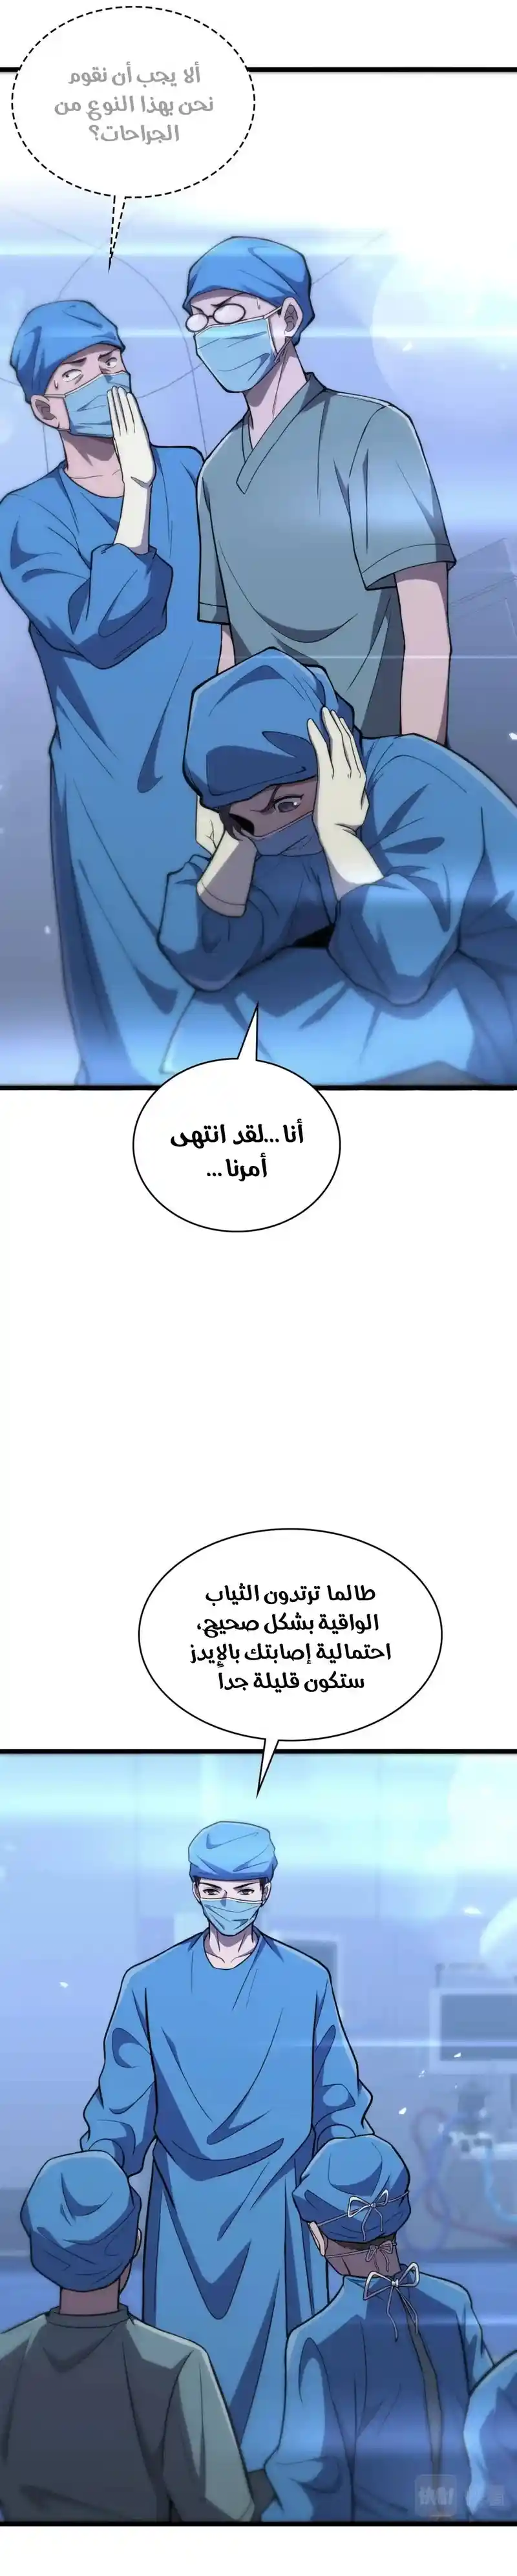 ألا يجب أن نقوم
نحن بهذا النوع من
الجراحات؟
أنا ...لقد انتهى
أمرنا ...
طالما ترتدون الثياب
الواقية بشكل صحيح،
احتمالية إصابتك بالإيدز
ستكون قليلة جداً